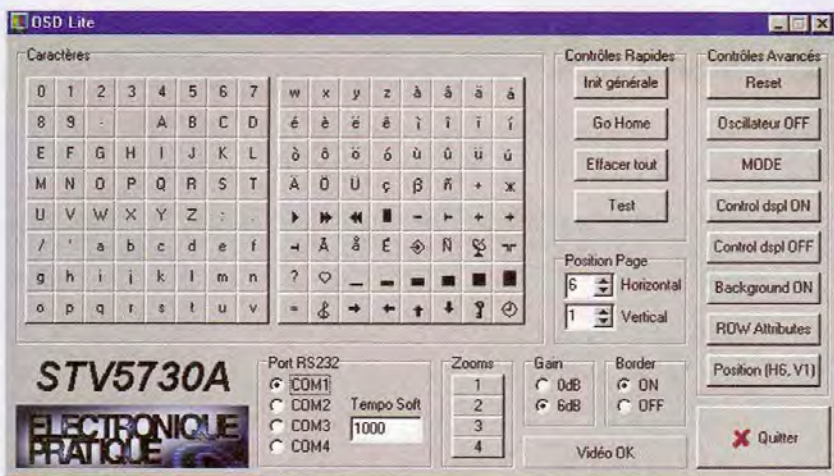 OSD Lite
Caractères
0 1 2 3 4 5 6 7
8 9 - A B C D
E F G H I J K L
M N O P Q R S T
U V W X Y Z : .
/ ' a b c d e f
g h i j k l m n
o p q r s t u v
w x y z à â ä á
é è ë ê ì î ï í
ò ô ö ó ù û ü ú
Ä Ö Ü ç β ñ +
É Ñ
?
=
Contrôles Rapides
Init générale
Go Home
Effacer tout
Test
Position Page
6 Horizontal
1 Vertical
Contrôles Avancés
Reset
Oscillateur OFF
MODE
Control dspl ON
Control dspl OFF
Background ON
ROW Attributes
Position (H6, V1)
STV5730A
ELECTRONIQUE
PRATIQUE
Port RS232
COM1
COM2
COM3
COM4
Tempo Soft
1000
Zooms
1
2
3
4
Gain
0dB
6dB
Border
ON
OFF
Vidéo OK
Quitter